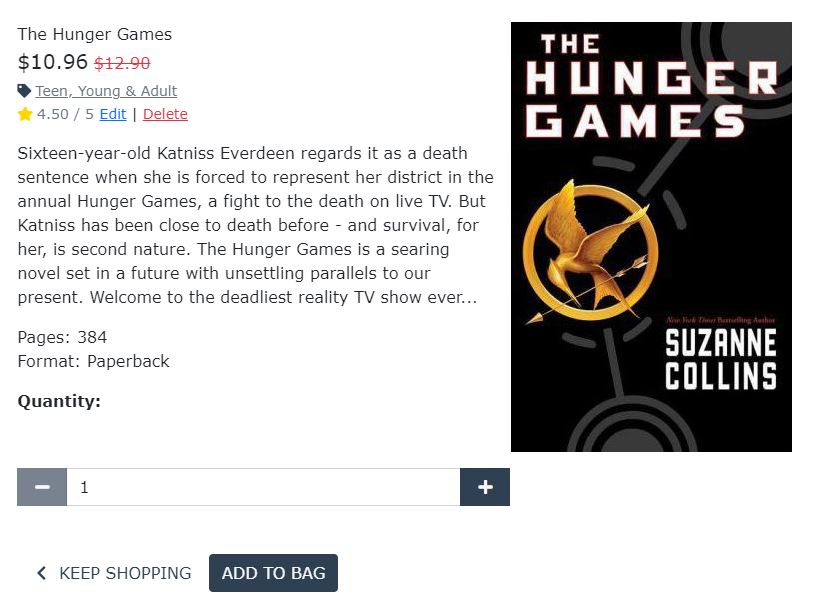 The Hunger Games
$10.96 $12.90
Teen, Young & Adult
4.50 / 5 Edit | Delete
Sixteen-year-old Katniss Everdeen regards it as a death
sentence when she is forced to represent her district in the
annual Hunger Games, a fight to the death on live TV. But
Katniss has been close to death before - and survival, for
her, is second nature. The Hunger Games is a searing
novel set in a future with unsettling parallels to our
present. Welcome to the deadliest reality TV show ever...
Pages: 384
Format: Paperback
Quantity:
1
KEEP SHOPPING
ADD TO BAG
THE
HUNGER
GAMES
New York Times Bestselling Author
SUZANNE
COLLINS